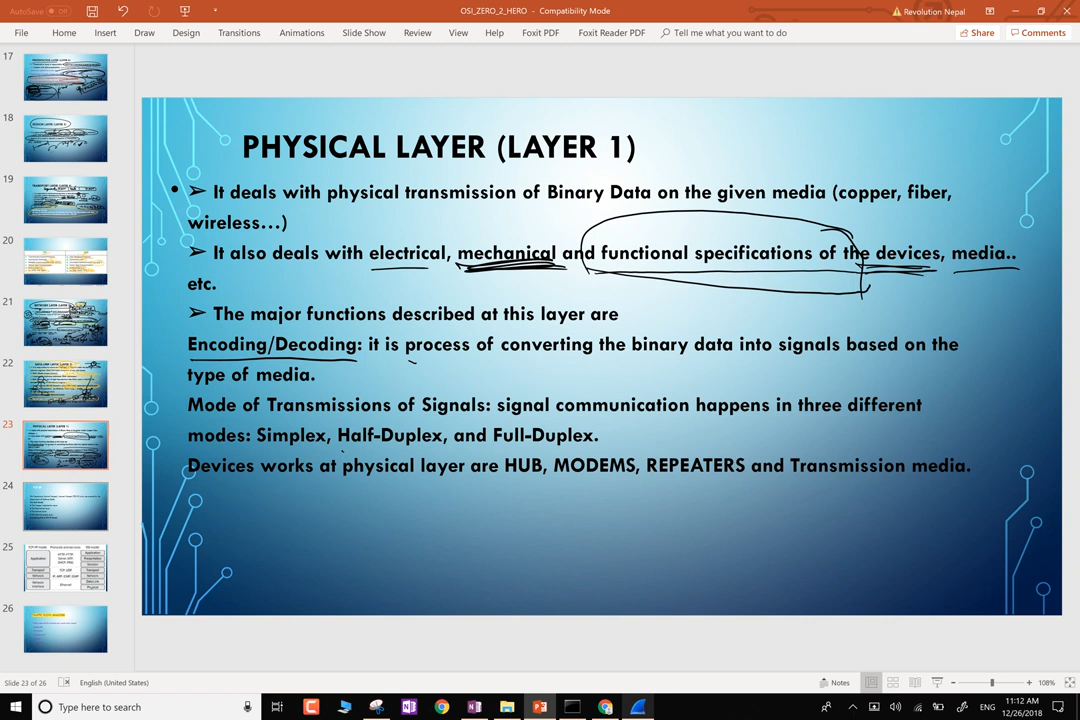 AutoSave Off
OSI_ZERO_2_HERO - Compatibility Mode
Revolution Nepal
File Home Insert Draw Design Transitions Animations Slide Show Review View Help Foxit PDF Foxit Reader PDF Tell me what you want to do Share Comments
17
18
19
20
21
22
23
24
25
26
PHYSICAL LAYER (LAYER 1)
• ➢ It deals with physical transmission of Binary Data on the given media (copper, fiber,
wireless...)
➢ It also deals with electrical, mechanical and functional specifications of the devices, media..
etc.
➢ The major functions described at this layer are
Encoding/Decoding: it is process of converting the binary data into signals based on the
type of media.
Mode of Transmissions of Signals: signal communication happens in three different
modes: Simplex, Half-Duplex, and Full-Duplex.
Devices works at physical layer are HUB, MODEMS, REPEATERS and Transmission media.
Slide 23 of 26 English (United States) Notes 108%
Type here to search
ENG
11:12 AM
12/26/2018